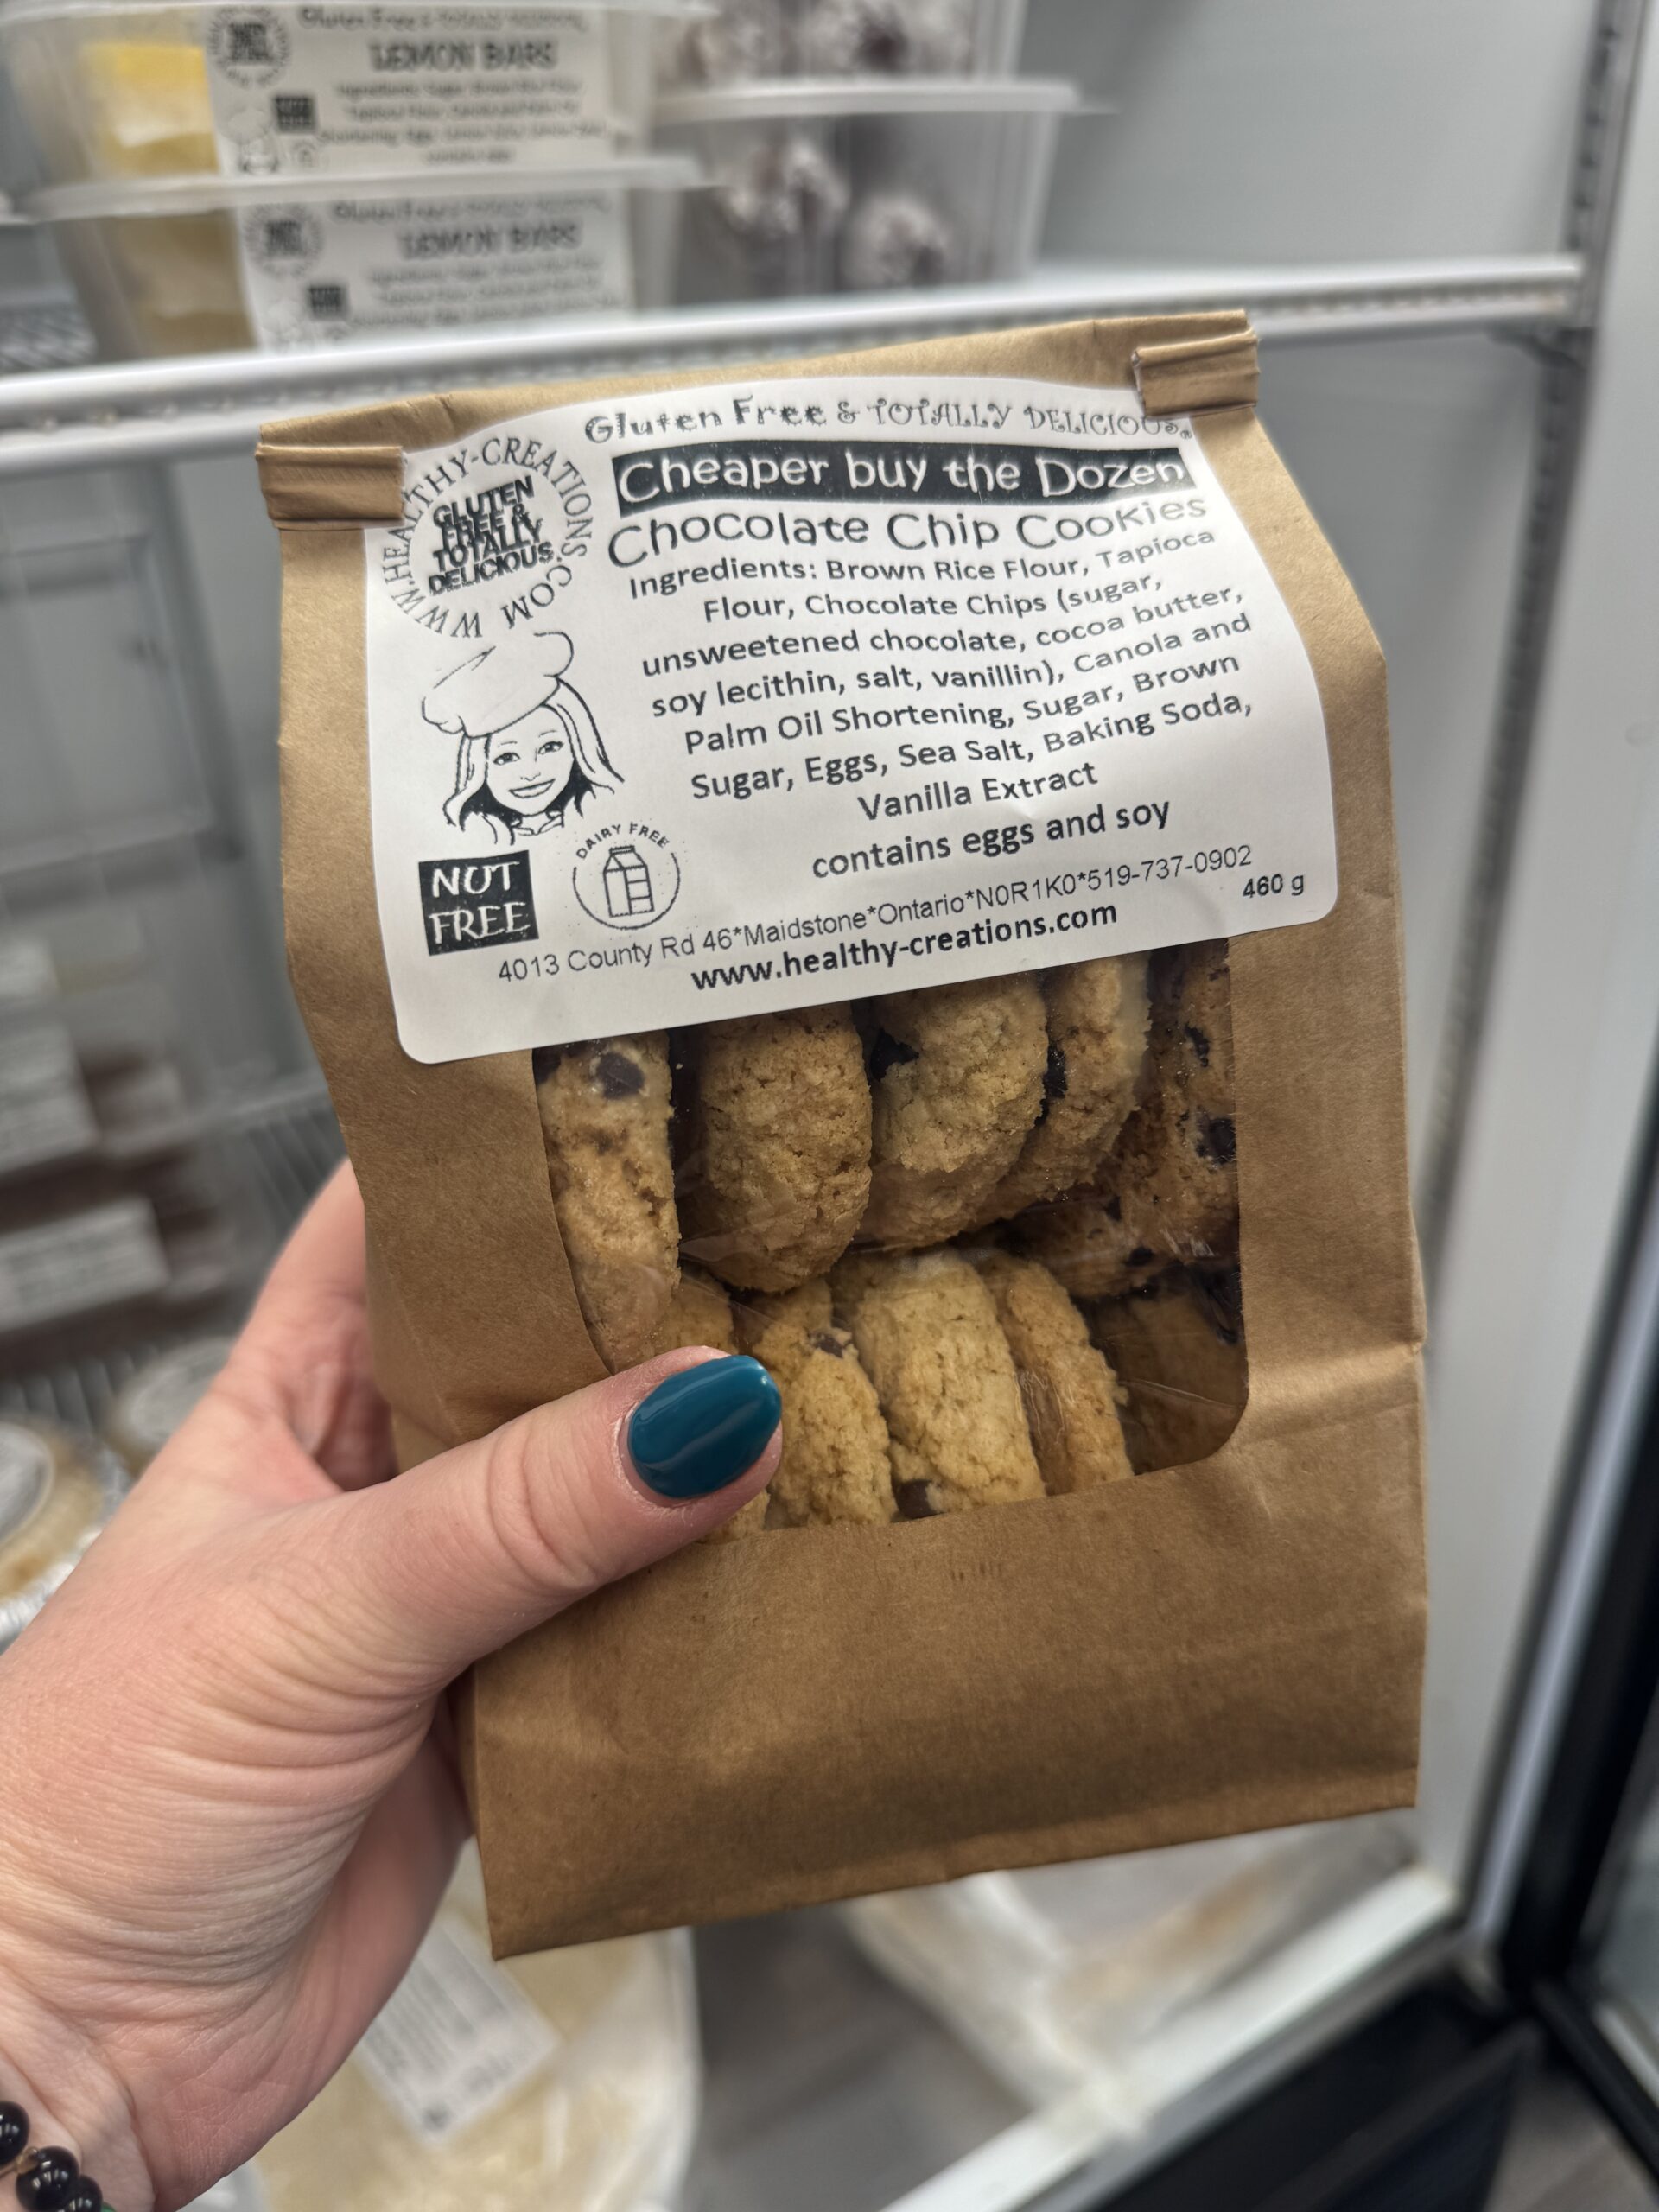 LEMON BARS
LEMON BARS
Gluten Free & TOTALLY DELICIOUS®
Cheaper buy the Dozen
Chocolate Chip Cookies
WWW.HEALTHY-CREATIONS.COM
GLUTEN
FREE &
TOTALLY
DELICIOUS.
Ingredients: Brown Rice Flour, Tapioca
Flour, Chocolate Chips (sugar,
unsweetened chocolate, cocoa butter,
soy lecithin, salt, vanillin), Canola and
Palm Oil Shortening, Sugar, Brown
Sugar, Eggs, Sea Salt, Baking Soda,
Vanilla Extract
contains eggs and soy
NUT
FREE
DAIRY FREE
4013 County Rd 46*Maidstone*Ontario*N0R1K0*519-737-0902
460 g
www.healthy-creations.com